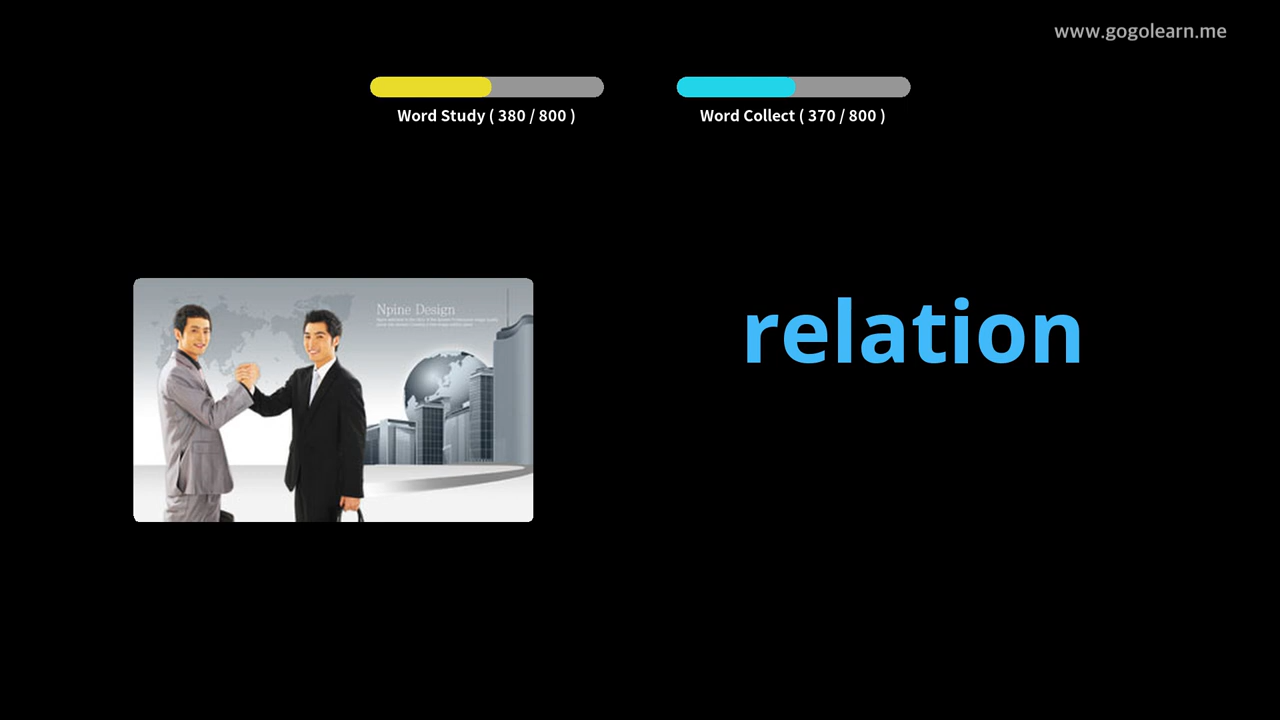 www.gogolearn.me
Word Study ( 380 / 800 )
Word Collect ( 370 / 800 )
Npine Design
relation